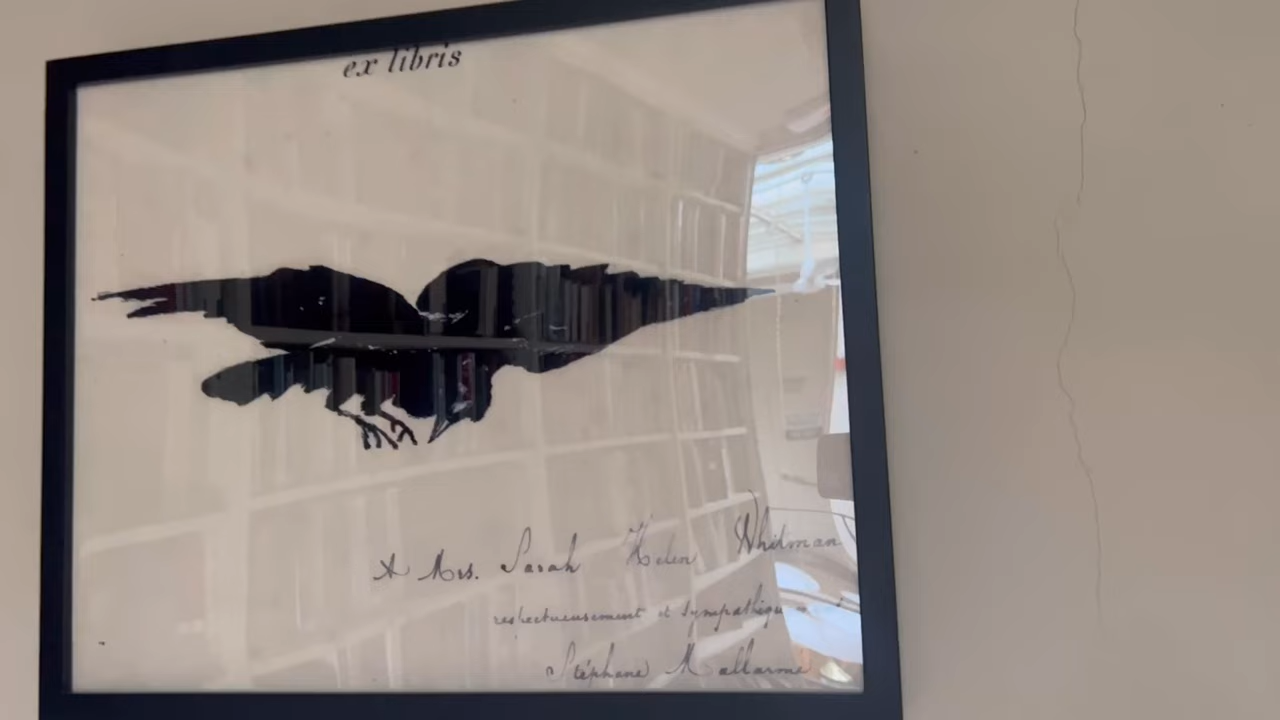 ex libris
A Mrs. Sarah Helen Whitman
respectueusement et sympathique
Stéphane Mallarmé